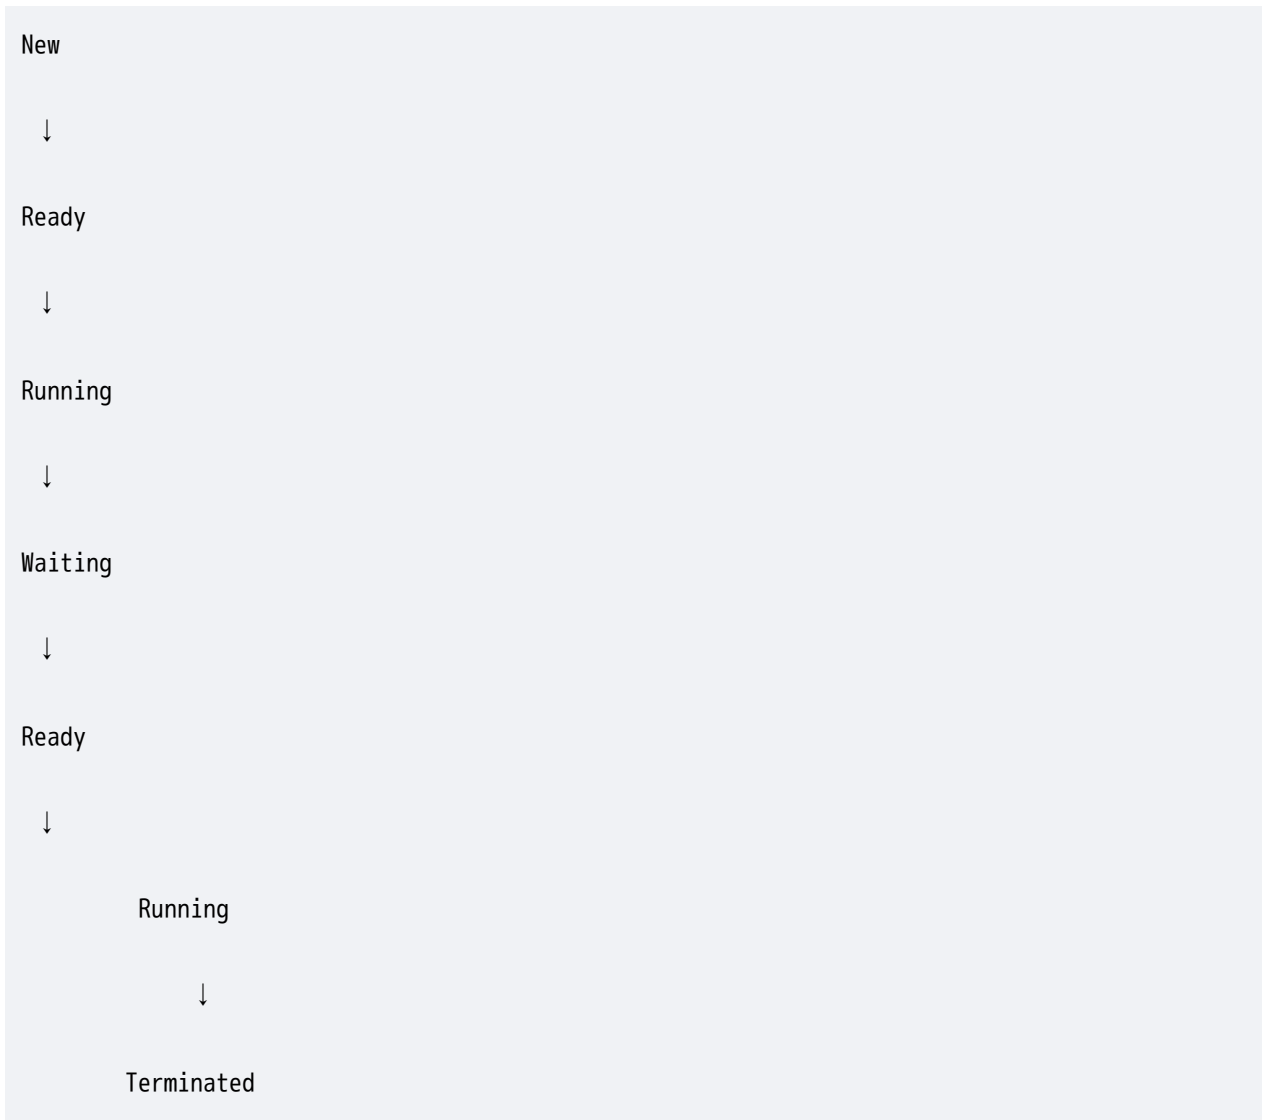 New
↓
Ready
↓
Running
↓
Waiting
↓
Ready
↓
Running
↓
Terminated